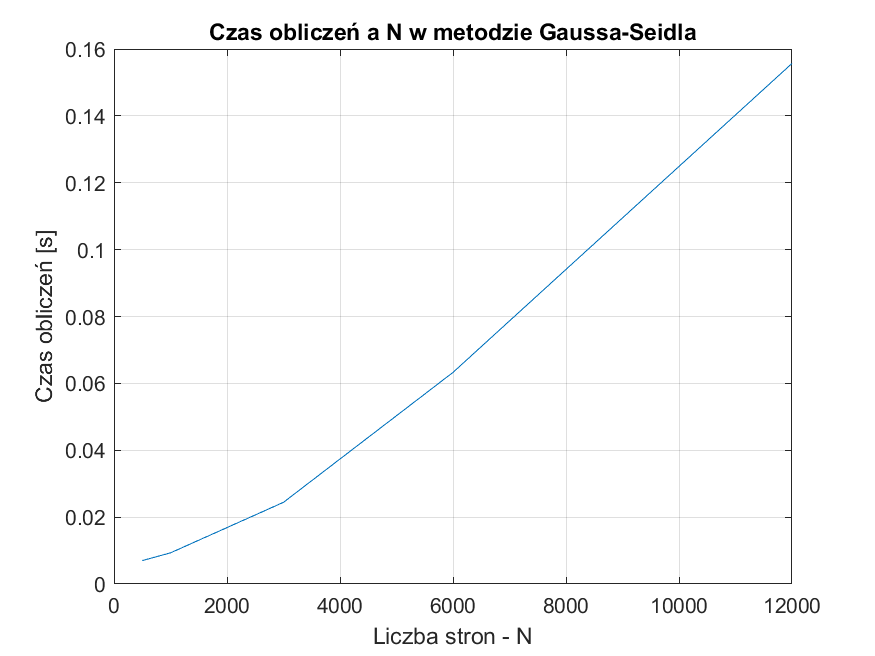 Czas obliczeń a N w metodzie Gaussa-Seidla
0.16
0.14
0.12
0.1
0.08
0.06
0.04
0.02
0
Czas obliczeń [s]
0 2000 4000 6000 8000 10000 12000
Liczba stron - N